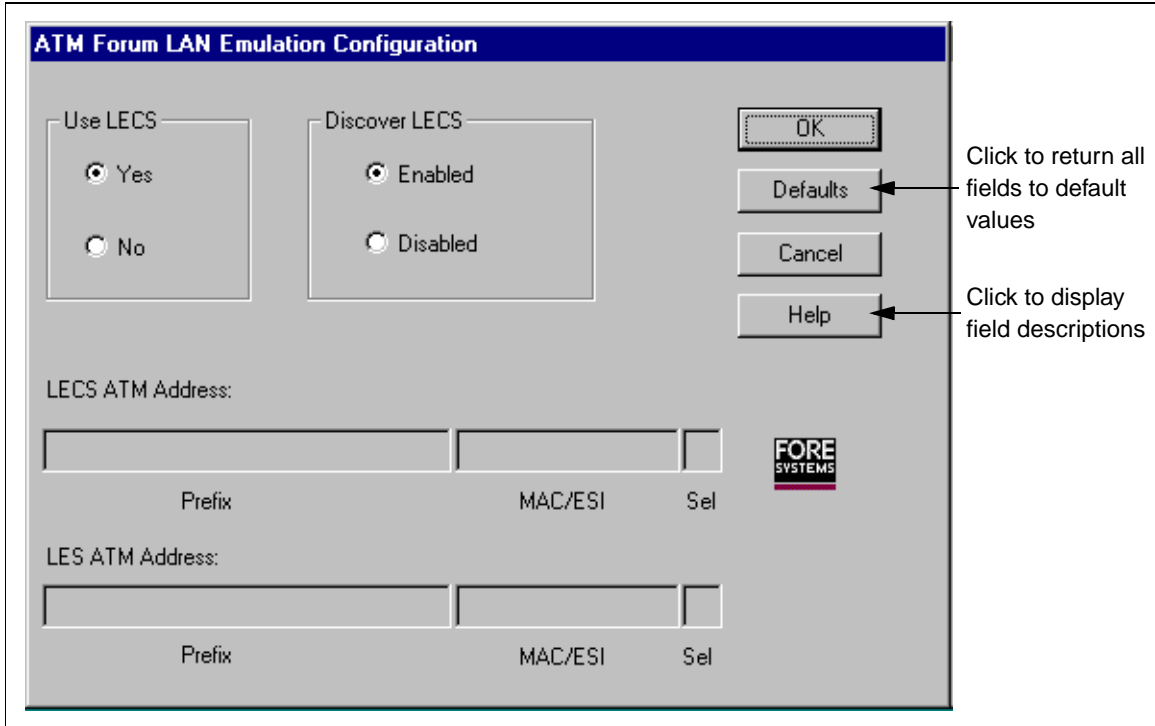 ATM Forum LAN Emulation Configuration
Use LECS
Yes
No
Discover LECS
Enabled
Disabled
OK
Defaults
Cancel
Help
Click to return all
fields to default
values
Click to display
field descriptions
LECS ATM Address:
Prefix
MAC/ESI
Sel
FORE
SYSTEMS
LES ATM Address:
Prefix
MAC/ESI
Sel